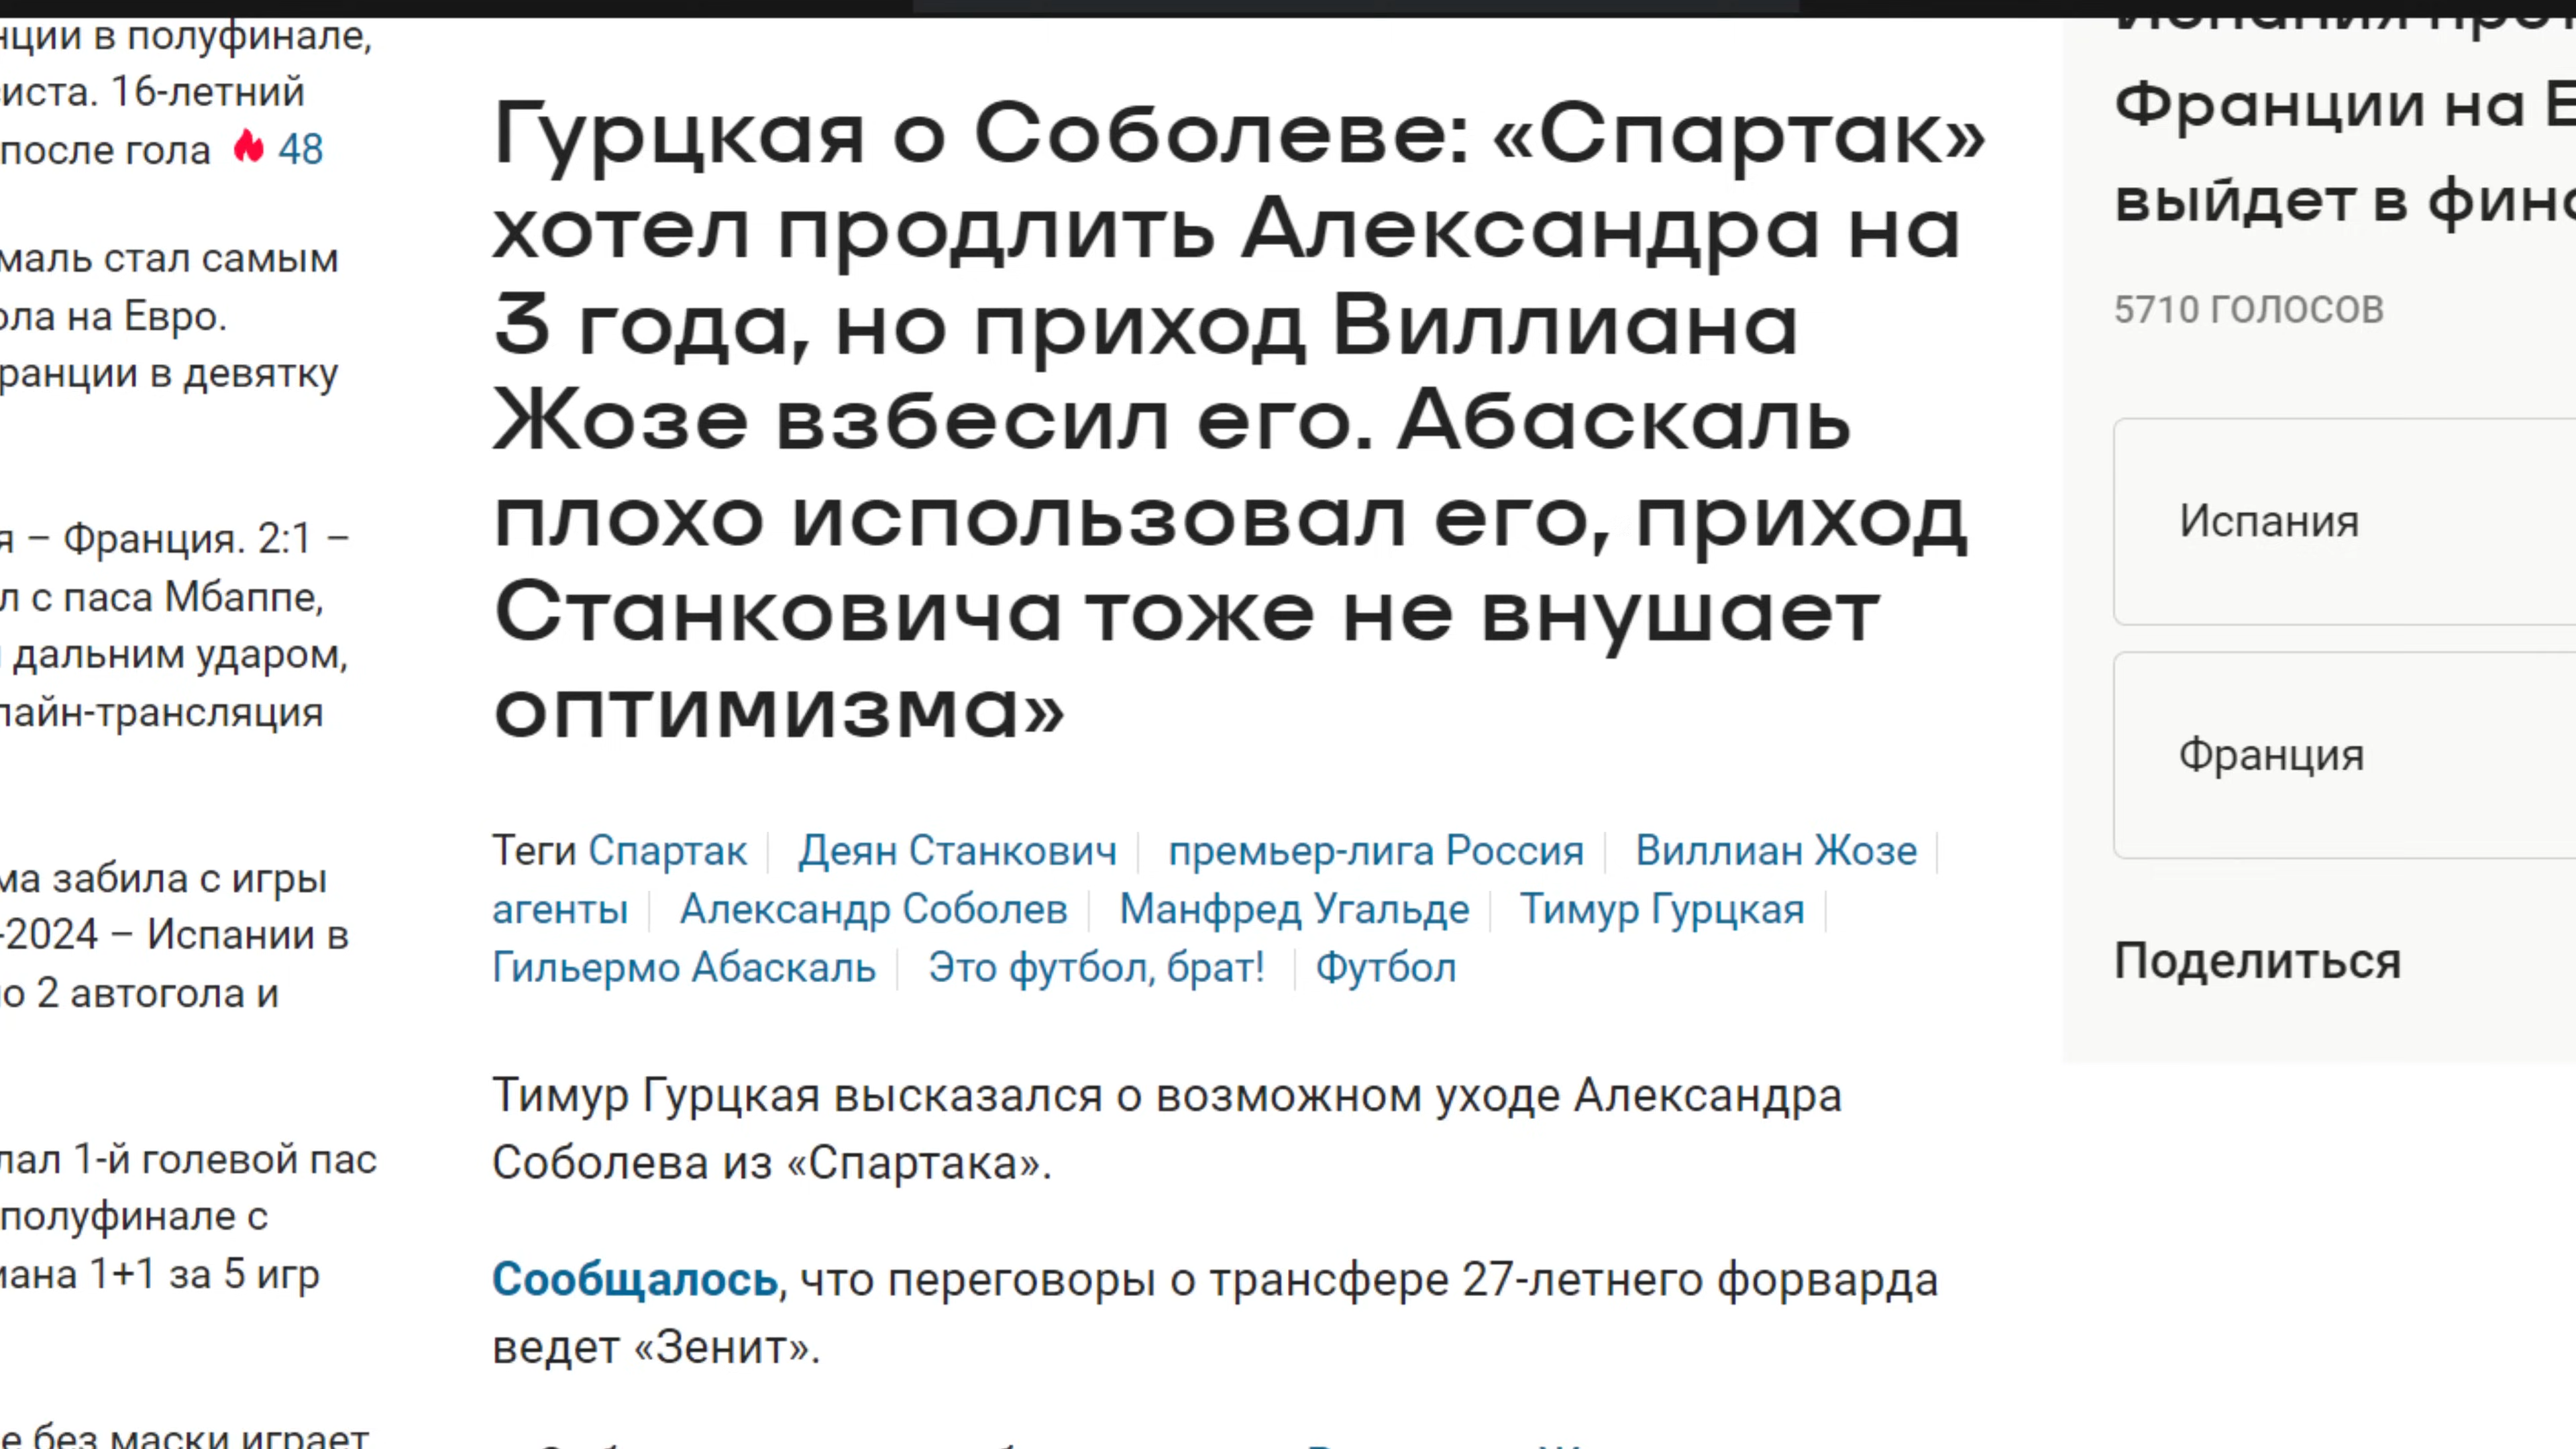 нции в полуфинале,
иста. 16-летний
после гола 48
маль стал самым
ола на Евро.
ранции в девятку
я – Франция. 2:1 –
л с паса Мбаппе,
дальним ударом,
лайн-трансляция
ма забила с игры
-2024 – Испании в
о 2 автогола и
лал 1-й голевой пас
полуфинале с
мана 1+1 за 5 игр
е без маски играет
Гурцкая о Соболеве: «Спартак»
хотел продлить Александра на
3 года, но приход Виллиана
Жозе взбесил его. Абаскаль
плохо использовал его, приход
Станковича тоже не внушает
оптимизма»
Теги Спартак Деян Станкович премьер-лига Россия Виллиан Жозе
агенты Александр Соболев Манфред Угальде Тимур Гурцкая
Гильермо Абаскаль Это футбол, брат! Футбол
Тимур Гурцкая высказался о возможном уходе Александра
Соболева из «Спартака».
Сообщалось, что переговоры о трансфере 27-летнего форварда
ведет «Зенит».
Испания прот
Франции на Е
выйдет в фина
5710 ГОЛОСОВ
Испания
Франция
Поделиться